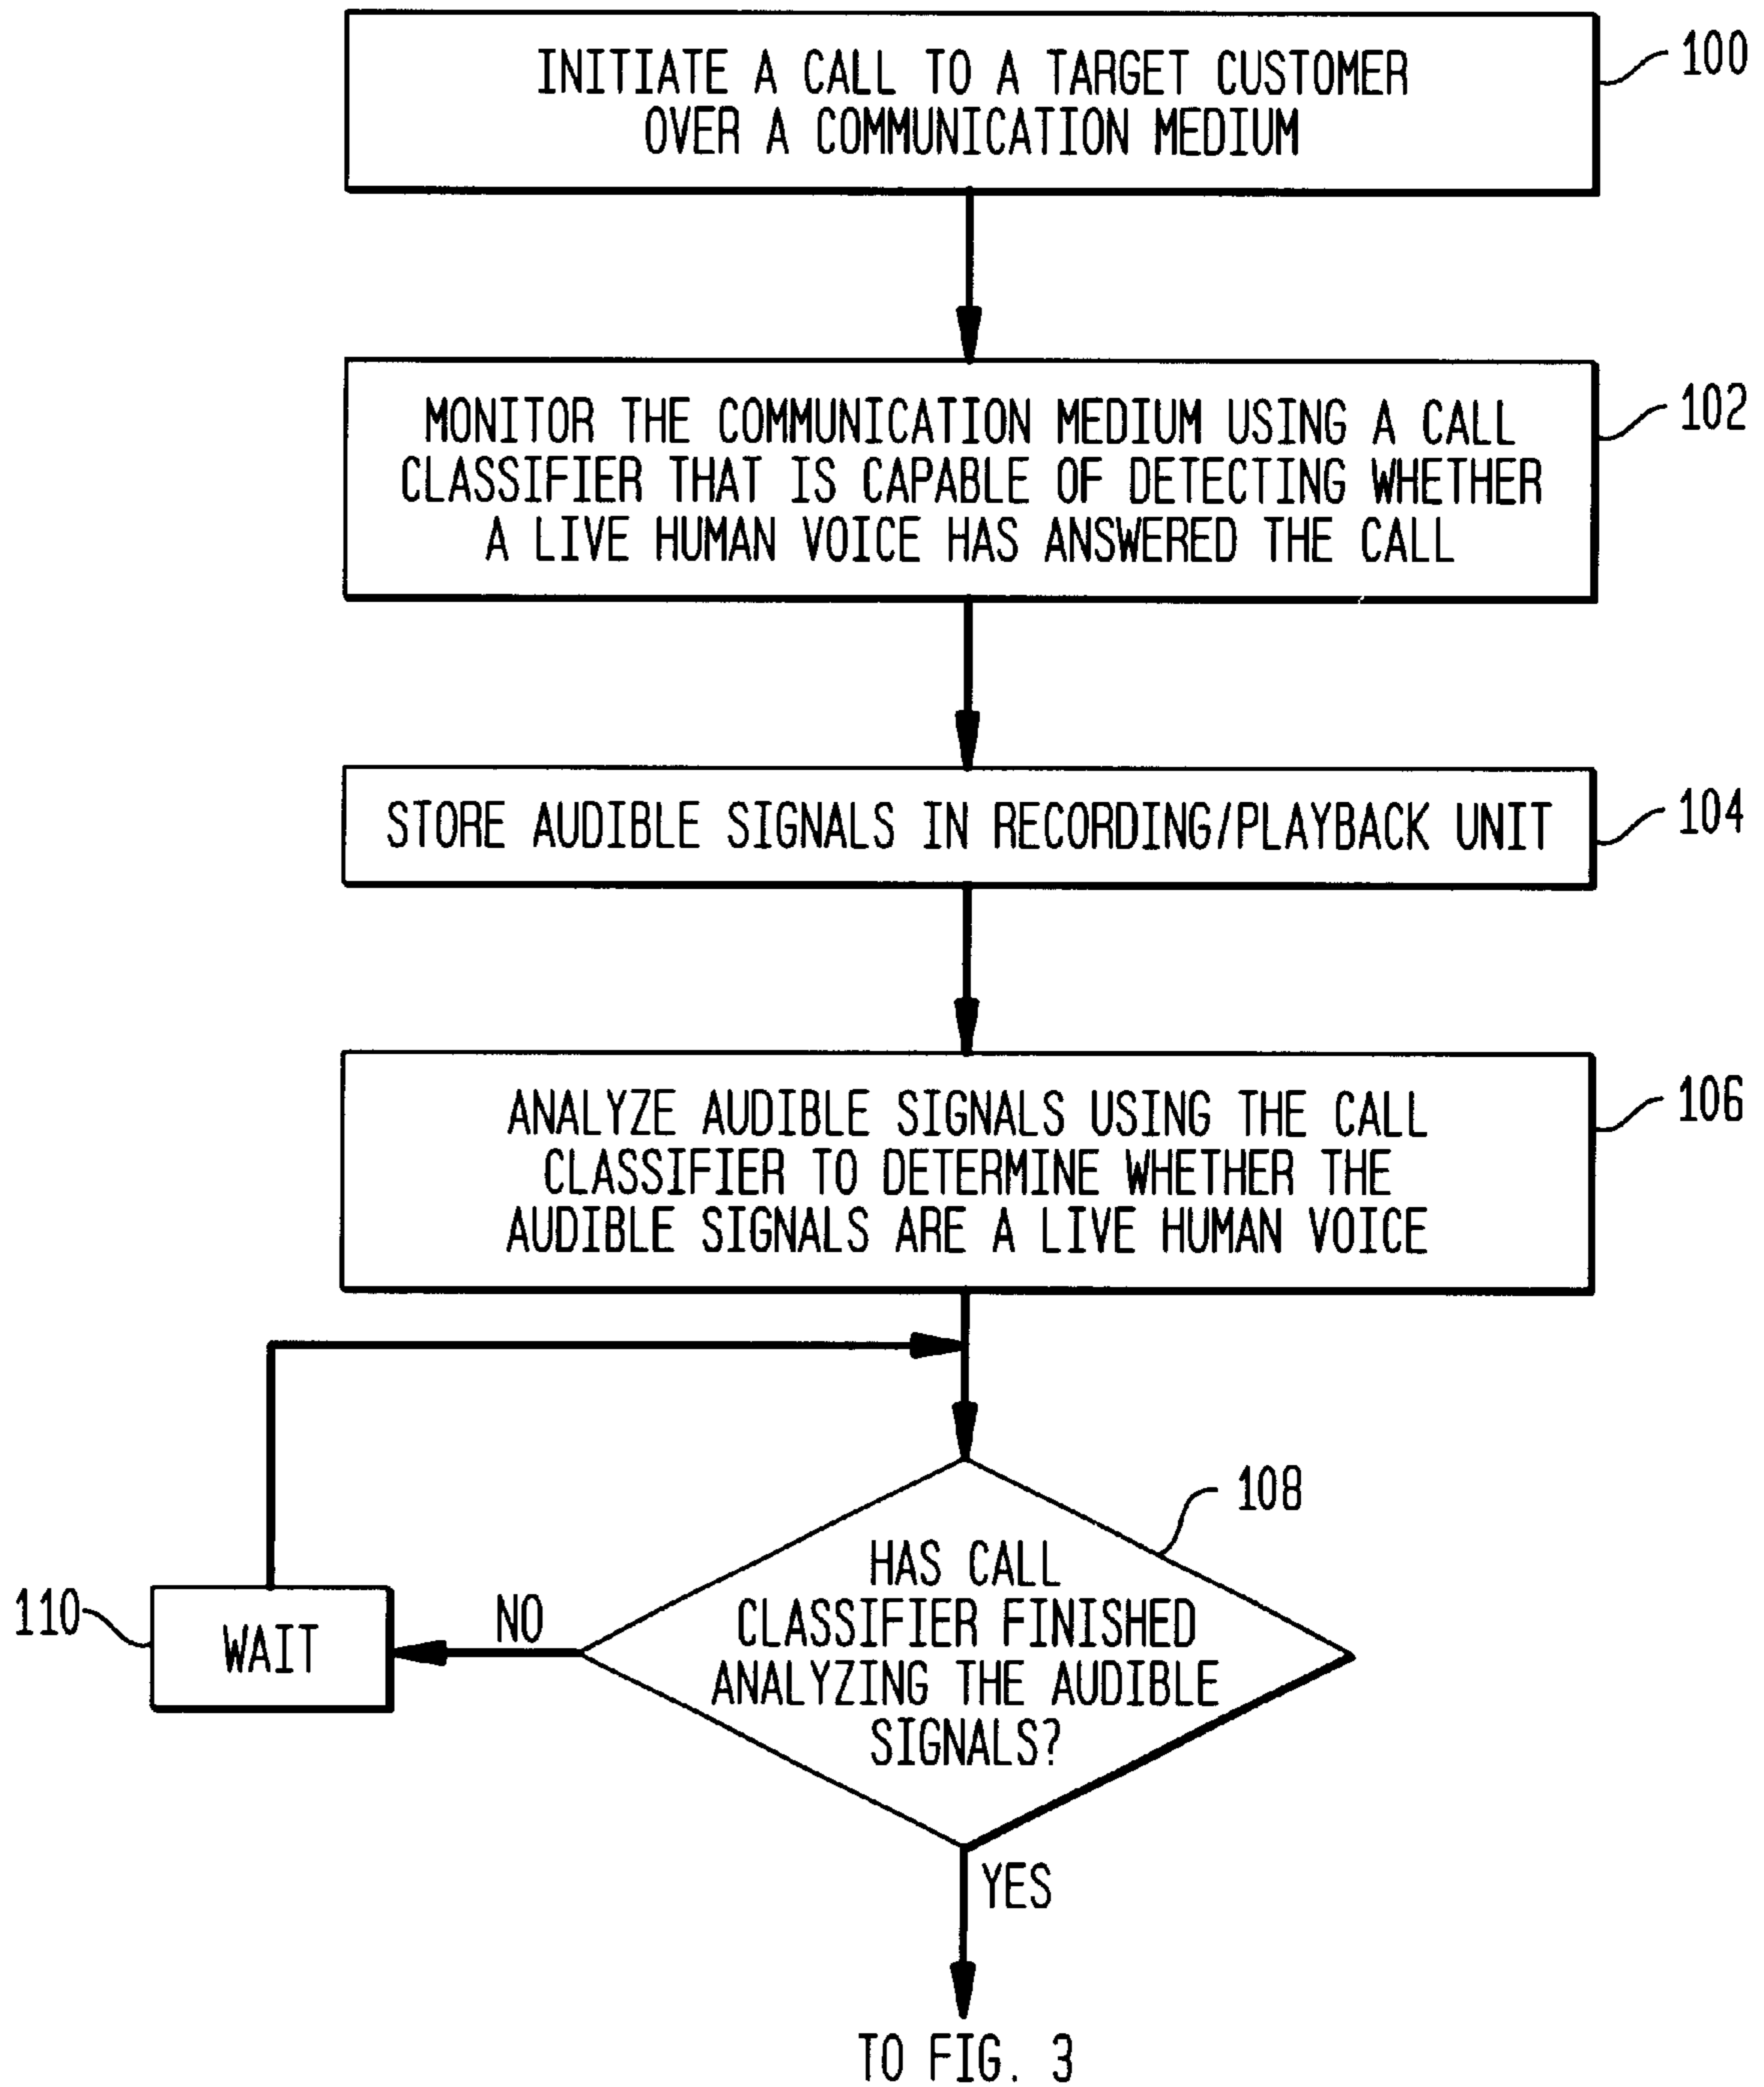 INITIATE A CALL TO A TARGET CUSTOMER
OVER A COMMUNICATION MEDIUM
100
MONITOR THE COMMUNICATION MEDIUM USING A CALL
CLASSIFIER THAT IS CAPABLE OF DETECTING WHETHER
A LIVE HUMAN VOICE HAS ANSWERED THE CALL
102
STORE AUDIBLE SIGNALS IN RECORDING/PLAYBACK UNIT
104
ANALYZE AUDIBLE SIGNALS USING THE CALL
CLASSIFIER TO DETERMINE WHETHER THE
AUDIBLE SIGNALS ARE A LIVE HUMAN VOICE
106
108
HAS CALL
CLASSIFIER FINISHED
ANALYZING THE AUDIBLE
SIGNALS?
NO
110
WAIT
YES
TO FIG. 3